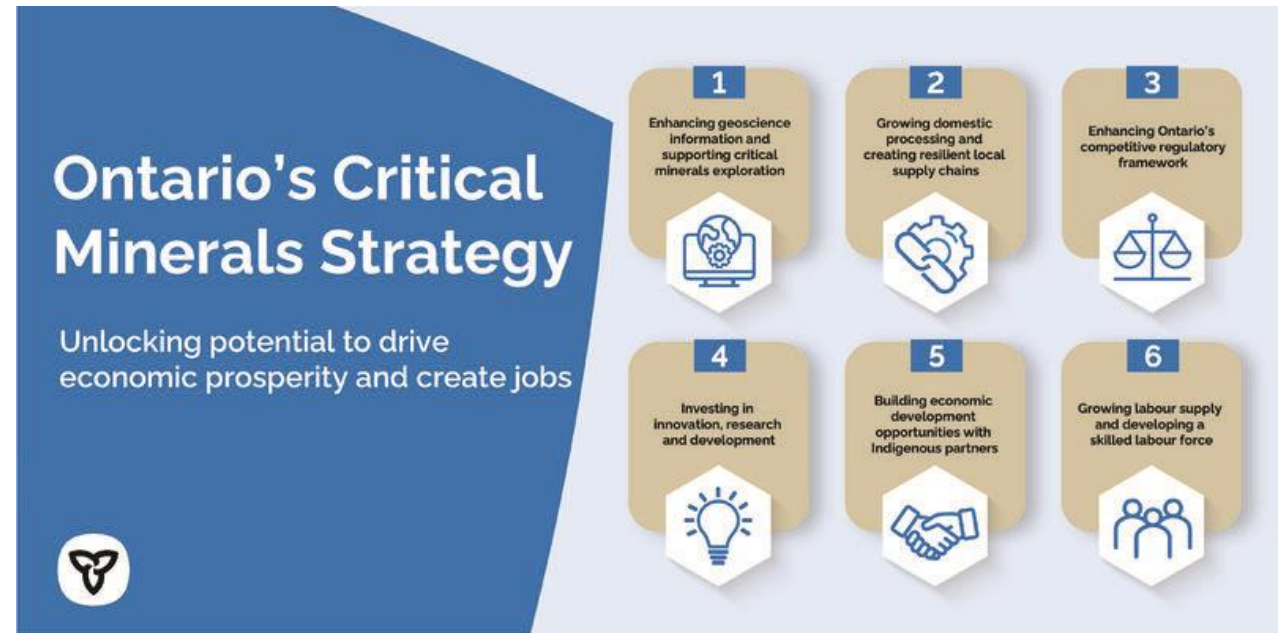 Ontario's Critical
Minerals Strategy
Unlocking potential to drive
economic prosperity and create jobs
1
Enhancing geoscience
information and
supporting critical
minerals exploration
2
Growing domestic
processing and
creating resilient local
supply chains
3
Enhancing Ontario's
competitive regulatory
framework
4
Investing in
innovation, research
and development
5
Building economic
development
opportunities with
Indigenous partners
6
Growing labour supply
and developing a
skilled labour force